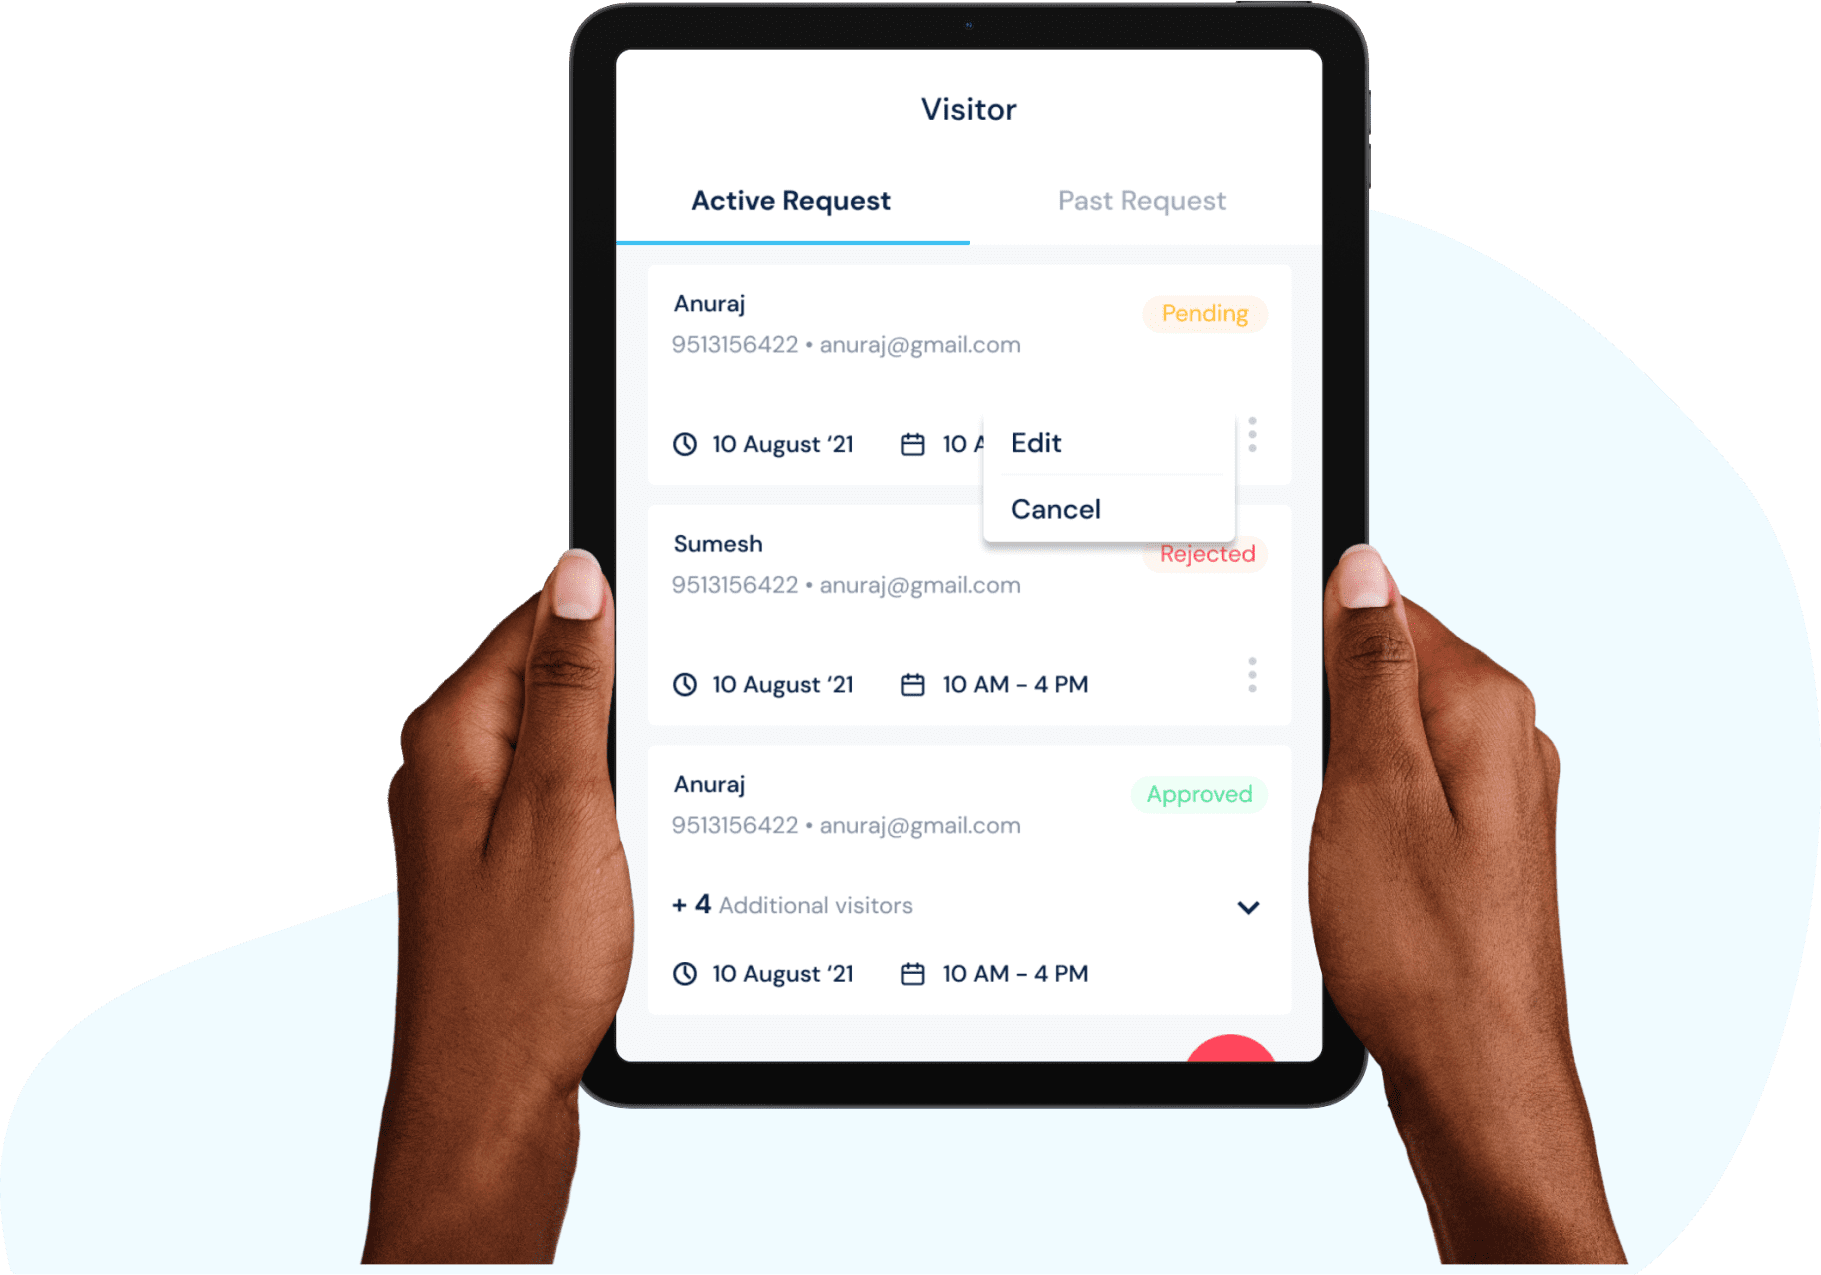 Visitor
Active Request Past Request
Anuraj
Pending
9513156422 • anuraj@gmail.com
10 August ‘21 10 A
Edit
Cancel
Sumesh
Rejected
9513156422 • anuraj@gmail.com
10 August ‘21 10 AM – 4 PM
Anuraj
Approved
9513156422 • anuraj@gmail.com
+ 4 Additional visitors
10 August ‘21 10 AM – 4 PM